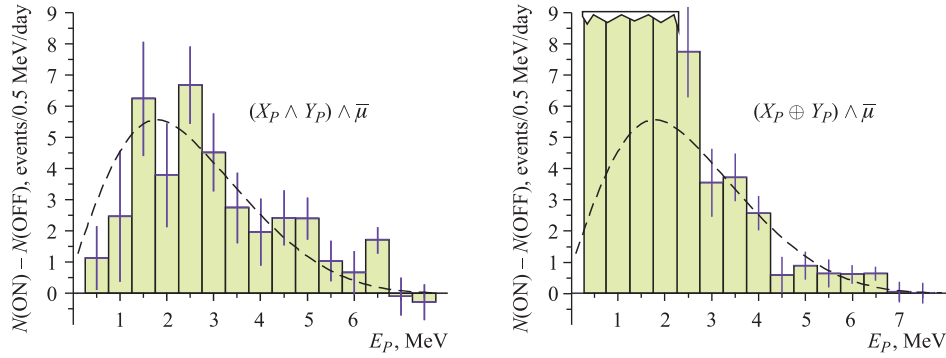 N(ON) − N(OFF), events/0.5 MeV/day
9
8
7
6
5
4
3
2
1
0
(X_P ∧ Y_P) ∧ μ̅
1 2 3 4 5 6
E_P, MeV
N(ON) − N(OFF), events/0.5 MeV/day
9
8
7
6
5
4
3
2
1
0
(X_P ⊕ Y_P) ∧ μ̅
1 2 3 4 5 6 7
E_P, MeV